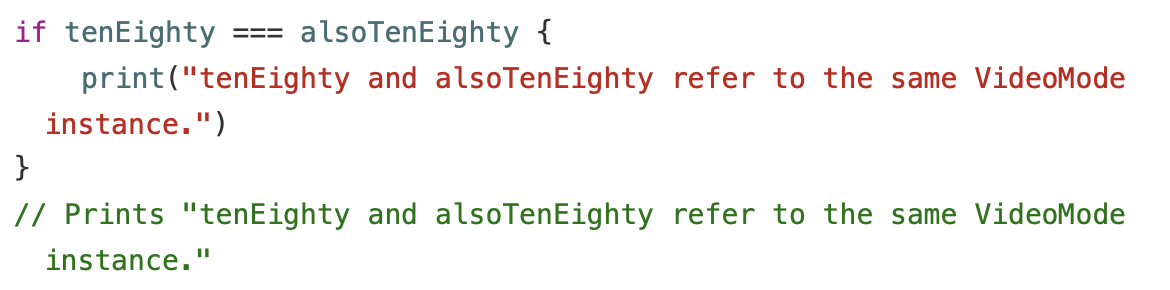 if tenEighty === alsoTenEighty {
    print("tenEighty and alsoTenEighty refer to the same VideoMode
  instance.")
}
// Prints "tenEighty and alsoTenEighty refer to the same VideoMode
  instance."